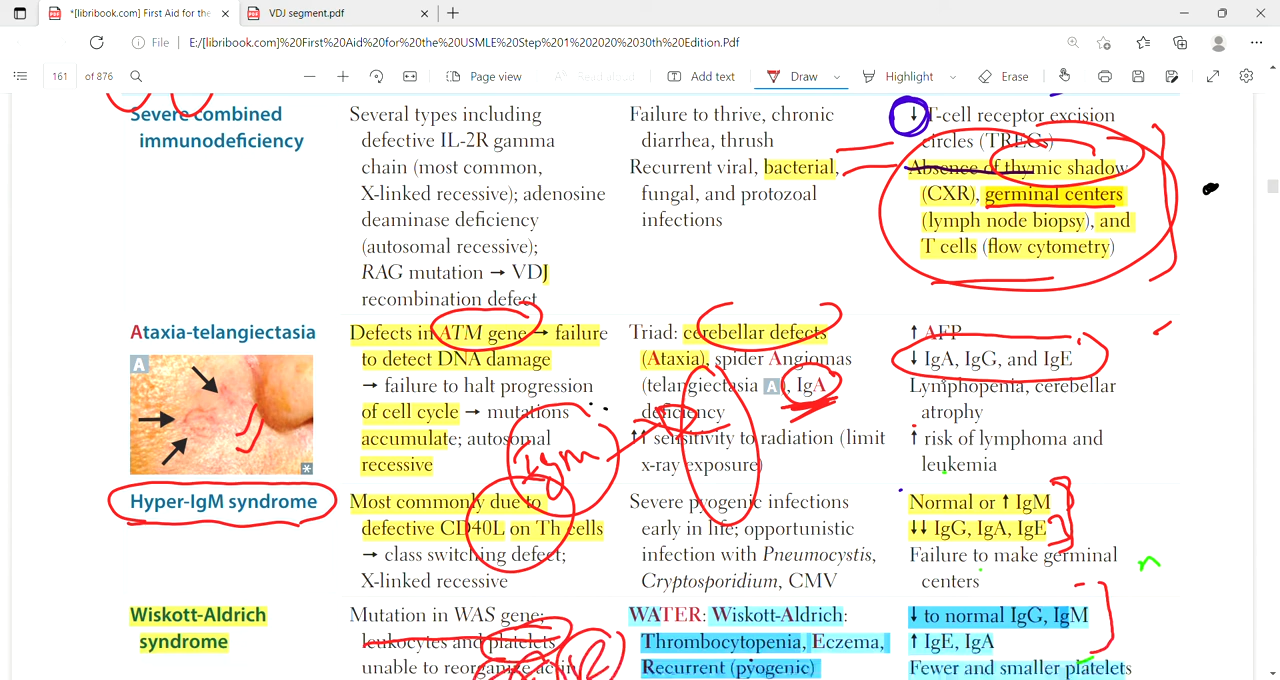 *[libribook.com] First Aid for the
VDJ segment.pdf
File
E:/[libribook.com]%20First%20Aid%20for%20the%20USMLE%20Step%201%202020%2030th%20Edition.Pdf
161 of 876
Page view
Read aloud
Add text
Draw
Highlight
Erase
Severe combined
immunodeficiency
Several types including
defective IL-2R gamma
chain (most common,
X-linked recessive); adenosine
deaminase deficiency
(autosomal recessive);
RAG mutation → VDJ
recombination defect
Failure to thrive, chronic
diarrhea, thrush
Recurrent viral, bacterial,
fungal, and protozoal
infections
↓ T-cell receptor excision
circles (TRECs)
Absence of thymic shadow
(CXR), germinal centers
(lymph node biopsy), and
T cells (flow cytometry)
Ataxia-telangiectasia
A
Defects in ATM gene → failure
to detect DNA damage
→ failure to halt progression
of cell cycle → mutations
accumulate; autosomal
recessive
Triad: cerebellar defects
(Ataxia), spider Angiomas
(telangiectasia A), IgA
deficiency
↑↑ sensitivity to radiation (limit
x-ray exposure)
↑ AFP
↓ IgA, IgG, and IgE
Lymphopenia, cerebellar
atrophy
↑ risk of lymphoma and
leukemia
IgM
Hyper-IgM syndrome
Most commonly due to
defective CD40L on Th cells
→ class switching defect;
X-linked recessive
Severe pyogenic infections
early in life; opportunistic
infection with Pneumocystis,
Cryptosporidium, CMV
Normal or ↑ IgM
↓↓ IgG, IgA, IgE
Failure to make germinal
centers
Wiskott-Aldrich
syndrome
Mutation in WAS gene;
leukocytes and platelets
unable to reorganize actin
WATER: Wiskott-Aldrich:
Thrombocytopenia, Eczema,
Recurrent (pyogenic)
↓ to normal IgG, IgM
↑ IgE, IgA
Fewer and smaller platelets